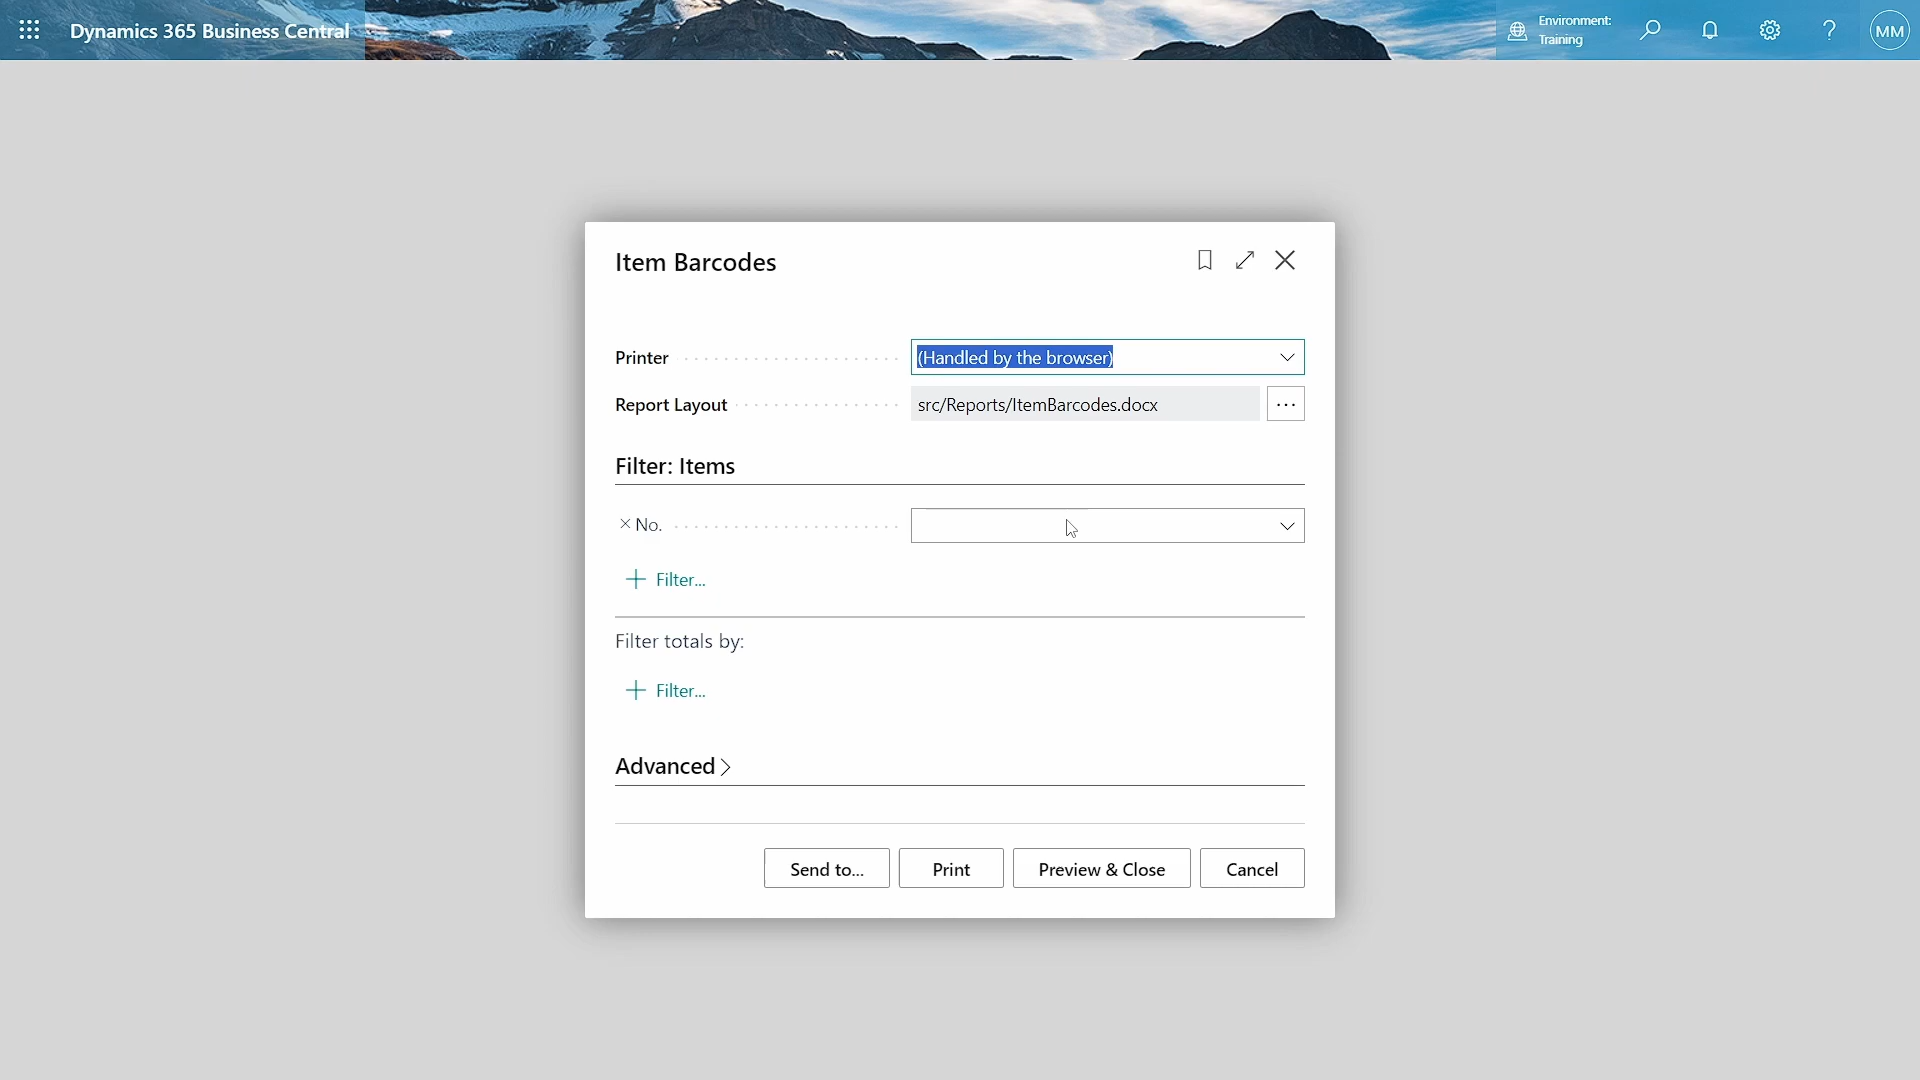 Dynamics 365 Business Central
Environment:
Training
MM
Item Barcodes
Printer
(Handled by the browser)
Report Layout
src/Reports/ItemBarcodes.docx
Filter: Items
No.
Filter...
Filter totals by:
Filter...
Advanced
Send to...
Print
Preview & Close
Cancel